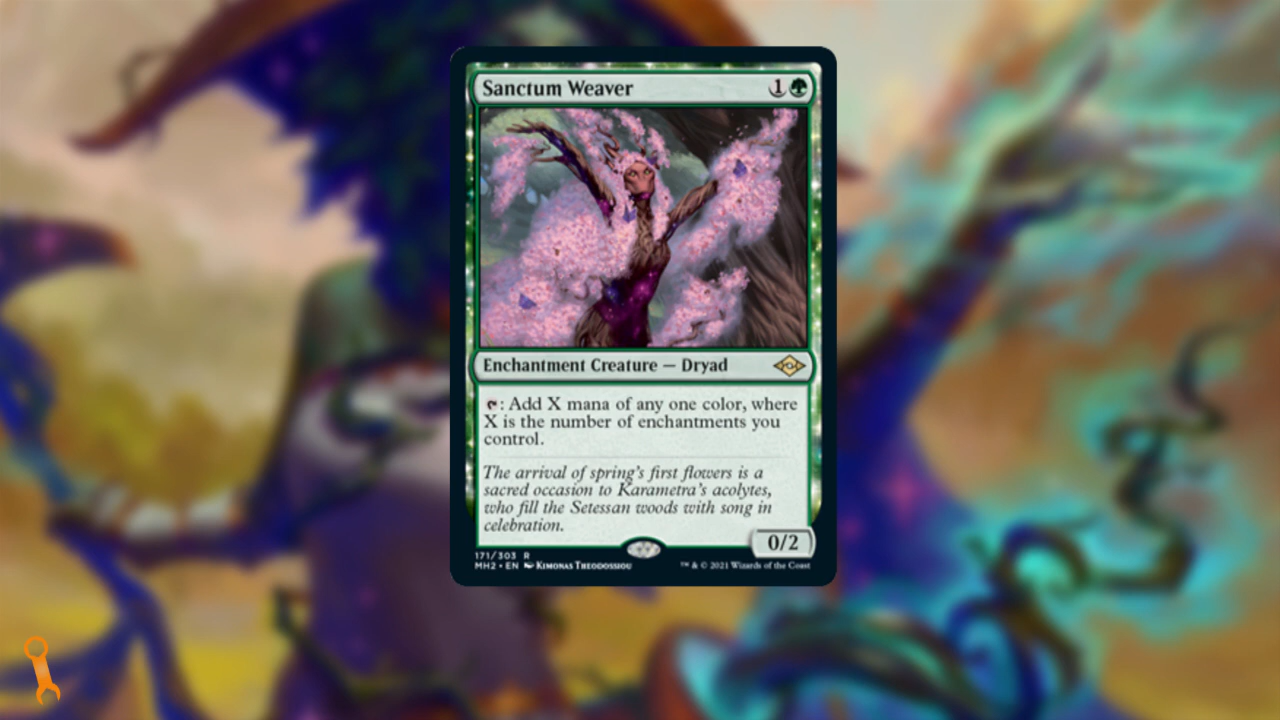 Sanctum Weaver 1
Enchantment Creature — Dryad
: Add X mana of any one color, where
X is the number of enchantments you
control.
The arrival of spring's first flowers is a
sacred occasion to Karametra's acolytes,
who fill the Setessan woods with song in
celebration.
0/2
171/303 R
MH2 • EN Kimonas Theodossiou ™ & © 2021 Wizards of the Coast